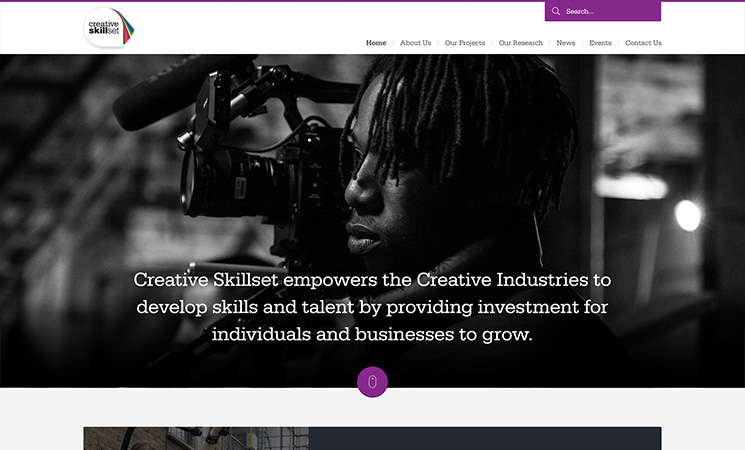 creative
skillset
Search...
Home
About Us
Our Projects
Our Research
News
Events
Contact Us
Creative Skillset empowers the Creative Industries to
develop skills and talent by providing investment for
individuals and businesses to grow.